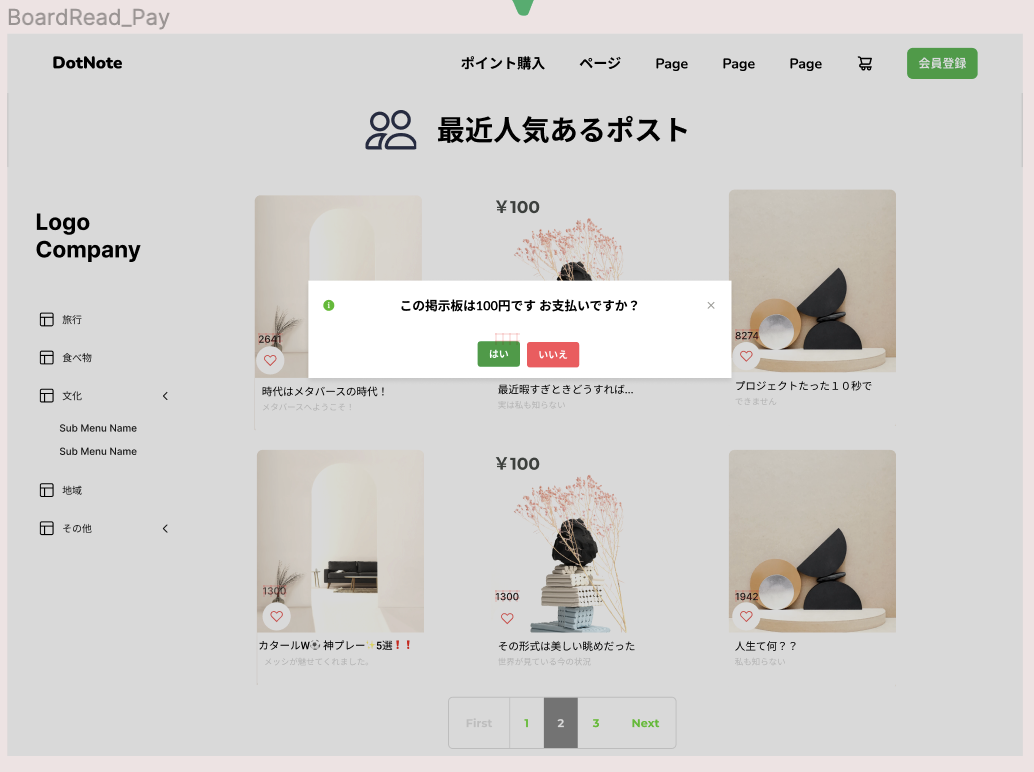 BoardRead_Pay
DotNote
ポイント購入
ページ
Page
Page
Page
会員登録
最近人気あるポスト
Logo
Company
旅行
食べ物
文化
Sub Menu Name
Sub Menu Name
地域
その他
2641
時代はメタバースの時代！
メタバースへようこそ！
￥100
最近暇すぎときどうすれば...
実は私も知らない
8274
プロジェクトたった１０秒で
できません
この掲示板は100円です お支払いですか？
はい
いいえ
1300
カタールW⚽神プレー✨5選❗❗
メッシが魅せてくれました。
￥100
1300
その形式は美しい眺めだった
世界が見ている今の状況
1942
人生て何？？
私も知らない
First
1
2
3
Next